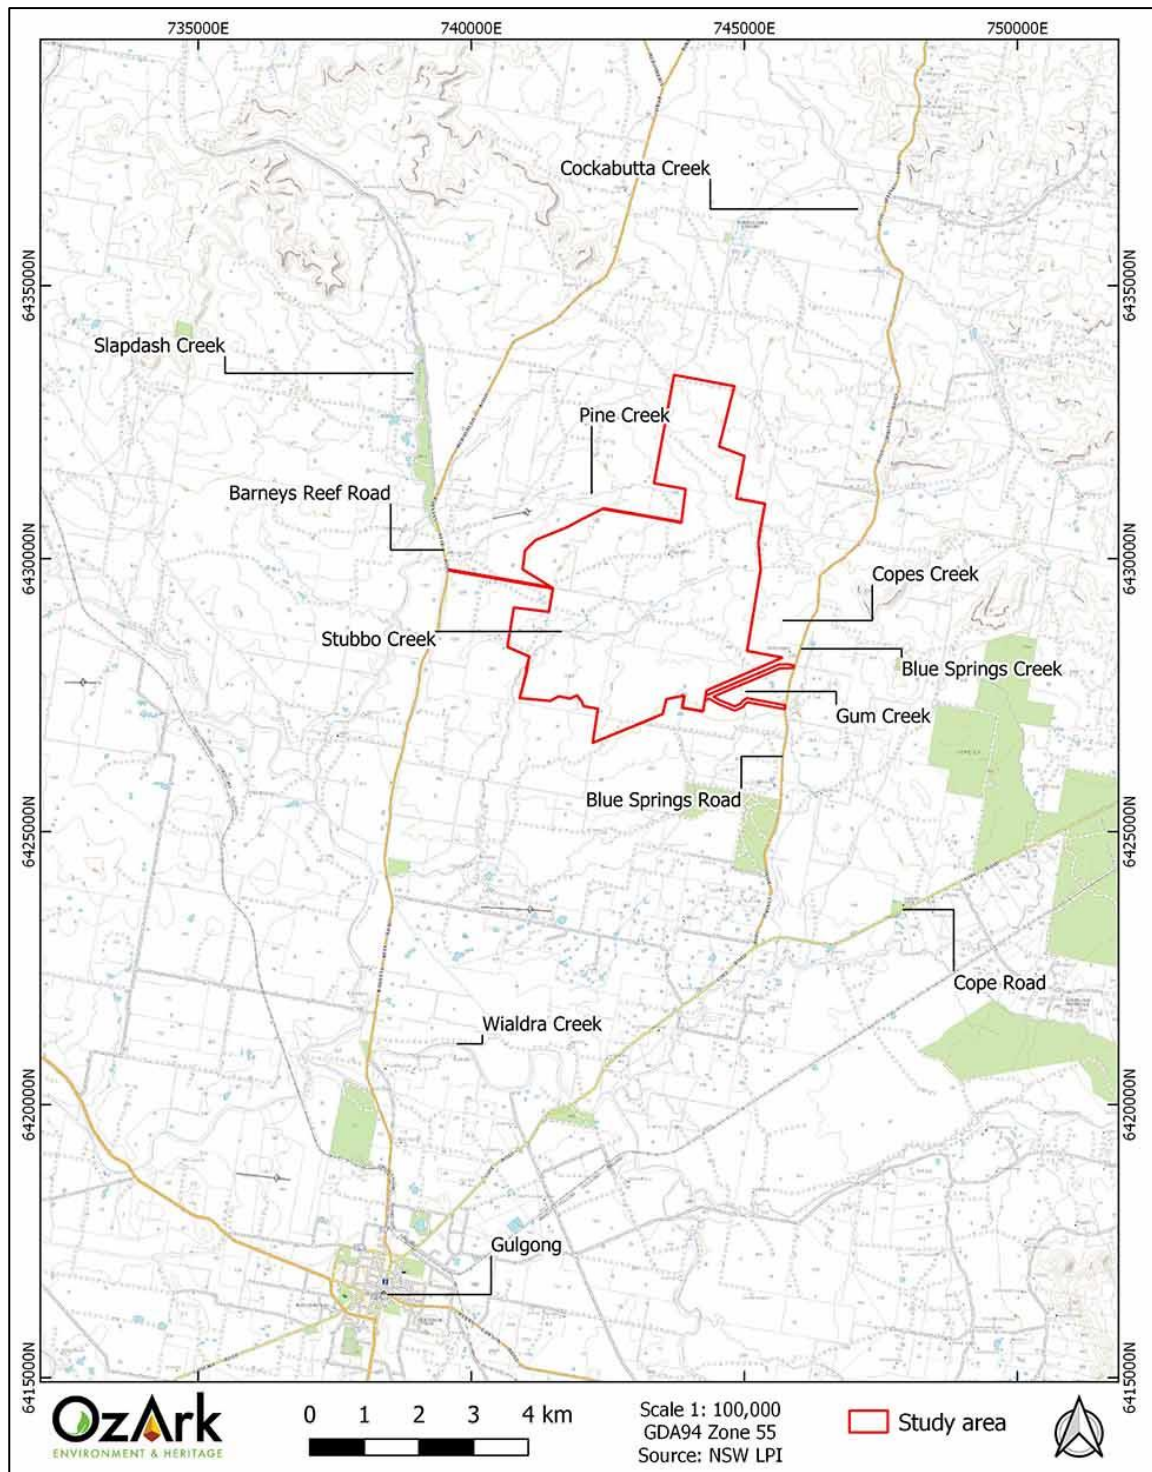 735000E 740000E 745000E 750000E
Cockabutta Creek
6435000N
6435000N
Slapdash Creek
Pine Creek
Barneys Reef Road
6430000N
6430000N
Copes Creek
Stubbo Creek
Blue Springs Creek
Gum Creek
Blue Springs Road
6425000N
6425000N
Cope Road
Wialdra Creek
6420000N
6420000N
Gulgong
6415000N
6415000N
OzArk
ENVIRONMENT & HERITAGE
0 1 2 3 4 km
Scale 1: 100,000
GDA94 Zone 55
Source: NSW LPI
Study area